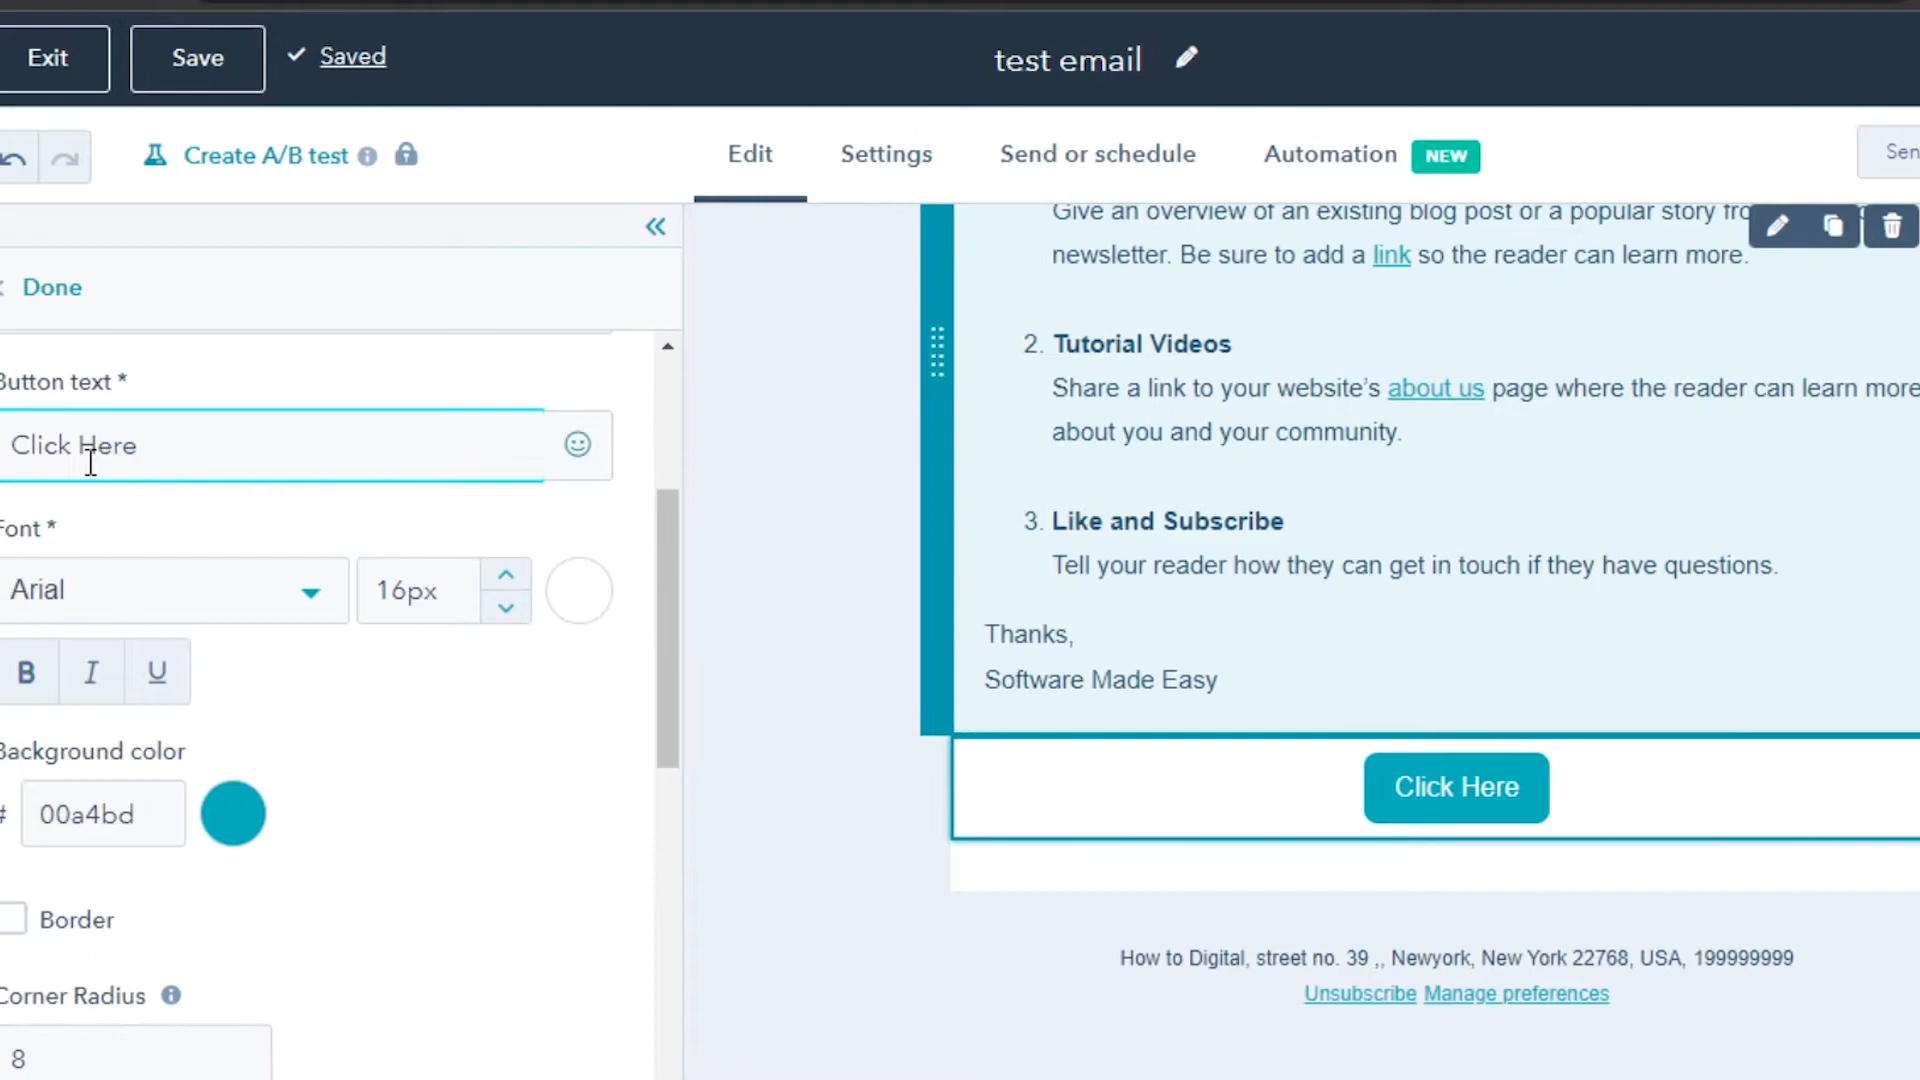 Exit
Save
Saved
test email
Create A/B test
Edit
Settings
Send or schedule
Automation
NEW
Sen
Done
Button text *
Click Here
Font *
Arial
16px
B
I
U
Background color
#
00a4bd
Border
Corner Radius
8
Give an overview of an existing blog post or a popular story fro
newsletter. Be sure to add a link so the reader can learn more.
2. Tutorial Videos
Share a link to your website’s about us page where the reader can learn more
about you and your community.
3. Like and Subscribe
Tell your reader how they can get in touch if they have questions.
Thanks,
Software Made Easy
Click Here
How to Digital, street no. 39 ,, Newyork, New York 22768, USA, 199999999
Unsubscribe Manage preferences